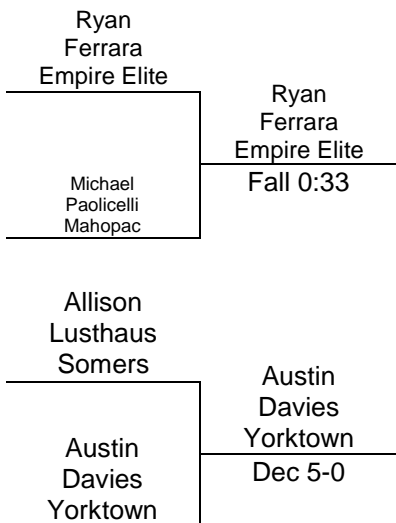 Ryan
Ferrara
Empire Elite
Ryan
Ferrara
Empire Elite
Fall 0:33
Michael
Paolicelli
Mahopac
Allison
Lusthaus
Somers
Austin
Davies
Yorktown
Dec 5-0
Austin
Davies
Yorktown